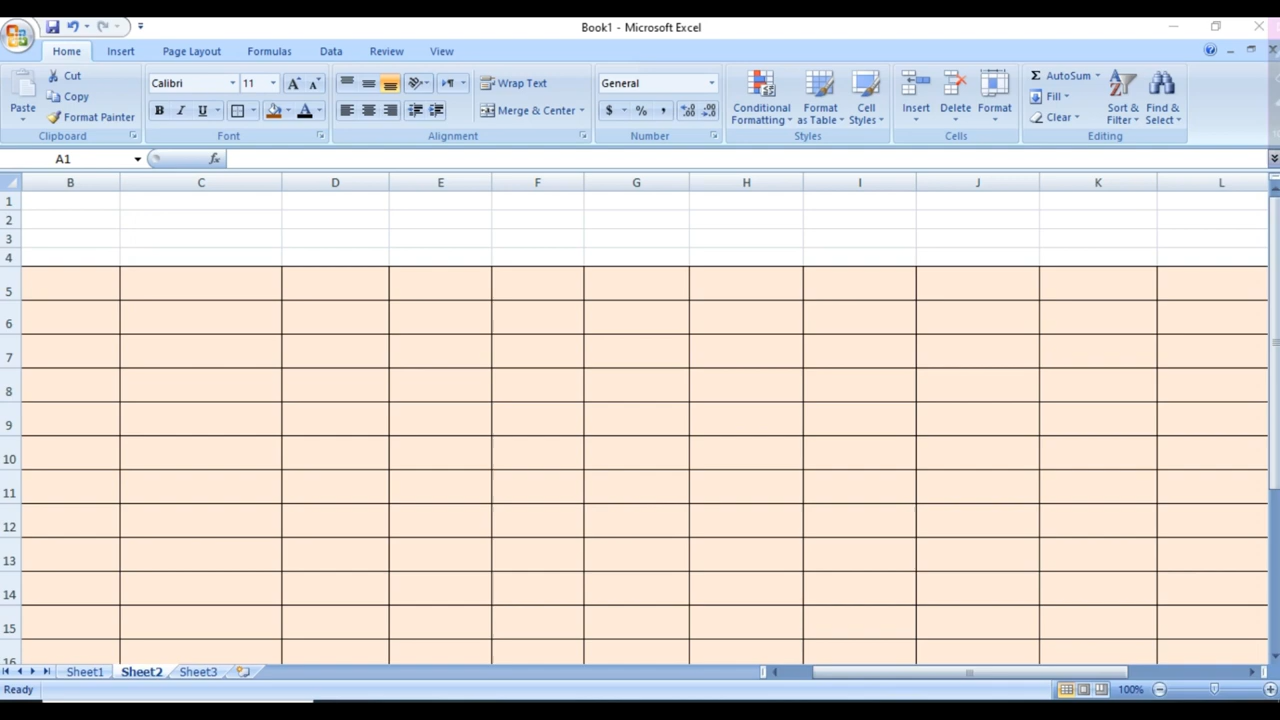 Book1 - Microsoft Excel
Home Insert Page Layout Formulas Data Review View
Paste
Cut
Copy
Format Painter
Clipboard
Calibri 11
B I U A
Font
Wrap Text
Merge & Center
Alignment
General
$ % ,
Number
Conditional Formatting
Format as Table
Cell Styles
Styles
Insert Delete Format
Cells
Σ AutoSum
Fill
Clear
Sort & Filter
Find & Select
Editing
A1 fx
B C D E F G H I J K L
1
2
3
4
5
6
7
8
9
10
11
12
13
14
15
16
Sheet1 Sheet2 Sheet3
Ready 100%